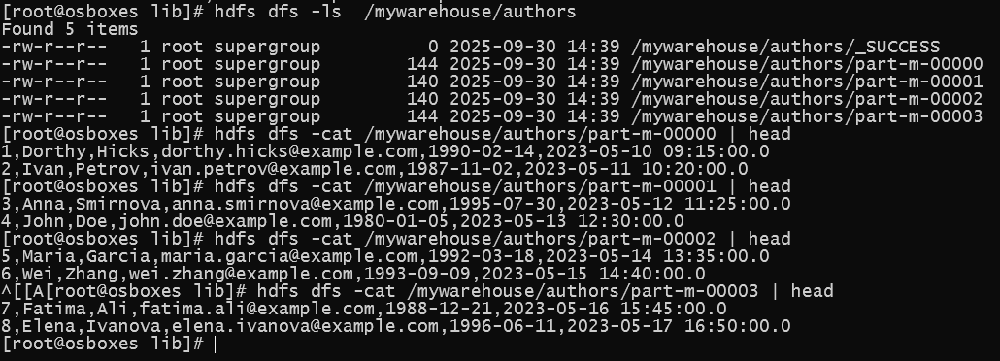 [root@osboxes lib]# hdfs dfs -ls  /mywarehouse/authors
Found 5 items
-rw-r--r--   1 root supergroup          0 2025-09-30 14:39 /mywarehouse/authors/_SUCCESS
-rw-r--r--   1 root supergroup        144 2025-09-30 14:39 /mywarehouse/authors/part-m-00000
-rw-r--r--   1 root supergroup        140 2025-09-30 14:39 /mywarehouse/authors/part-m-00001
-rw-r--r--   1 root supergroup        140 2025-09-30 14:39 /mywarehouse/authors/part-m-00002
-rw-r--r--   1 root supergroup        144 2025-09-30 14:39 /mywarehouse/authors/part-m-00003
[root@osboxes lib]# hdfs dfs -cat /mywarehouse/authors/part-m-00000 | head
1,Dorthy,Hicks,dorthy.hicks@example.com,1990-02-14,2023-05-10 09:15:00.0
2,Ivan,Petrov,ivan.petrov@example.com,1987-11-02,2023-05-11 10:20:00.0
[root@osboxes lib]# hdfs dfs -cat /mywarehouse/authors/part-m-00001 | head
3,Anna,Smirnova,anna.smirnova@example.com,1995-07-30,2023-05-12 11:25:00.0
4,John,Doe,john.doe@example.com,1980-01-05,2023-05-13 12:30:00.0
[root@osboxes lib]# hdfs dfs -cat /mywarehouse/authors/part-m-00002 | head
5,Maria,Garcia,maria.garcia@example.com,1992-03-18,2023-05-14 13:35:00.0
6,Wei,Zhang,wei.zhang@example.com,1993-09-09,2023-05-15 14:40:00.0
^[[A[root@osboxes lib]# hdfs dfs -cat /mywarehouse/authors/part-m-00003 | head
7,Fatima,Ali,fatima.ali@example.com,1988-12-21,2023-05-16 15:45:00.0
8,Elena,Ivanova,elena.ivanova@example.com,1996-06-11,2023-05-17 16:50:00.0
[root@osboxes lib]#